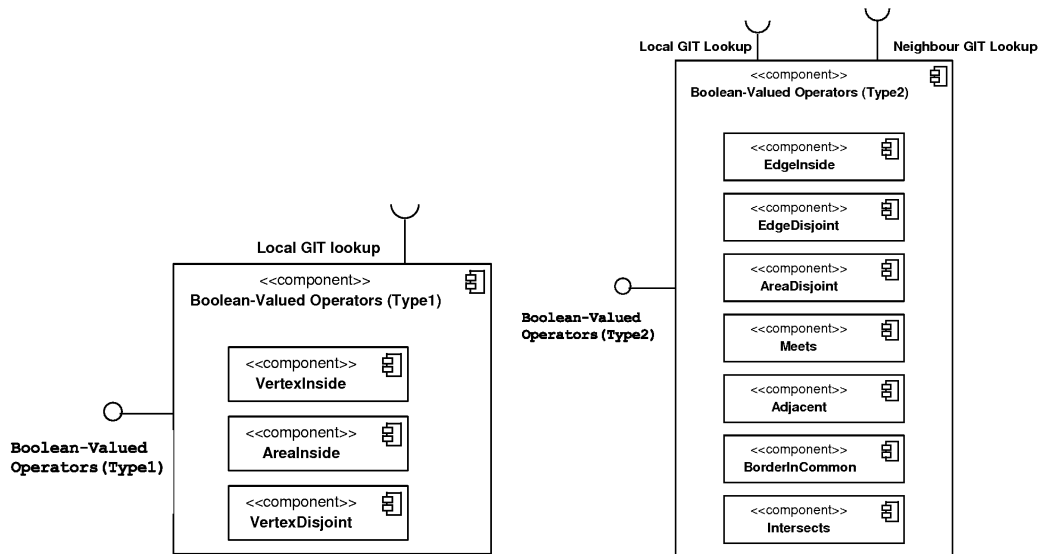 Local GIT lookup
<<component>>
Boolean-Valued Operators (Type1)
<<component>>
VertexInside
<<component>>
AreaInside
<<component>>
VertexDisjoint
Boolean-Valued
Operators(Type1)
Local GIT Lookup
Neighbour GIT Lookup
<<component>>
Boolean-Valued Operators (Type2)
<<component>>
EdgeInside
<<component>>
EdgeDisjoint
<<component>>
AreaDisjoint
<<component>>
Meets
<<component>>
Adjacent
<<component>>
BorderInCommon
<<component>>
Intersects
Boolean-Valued
Operators(Type2)